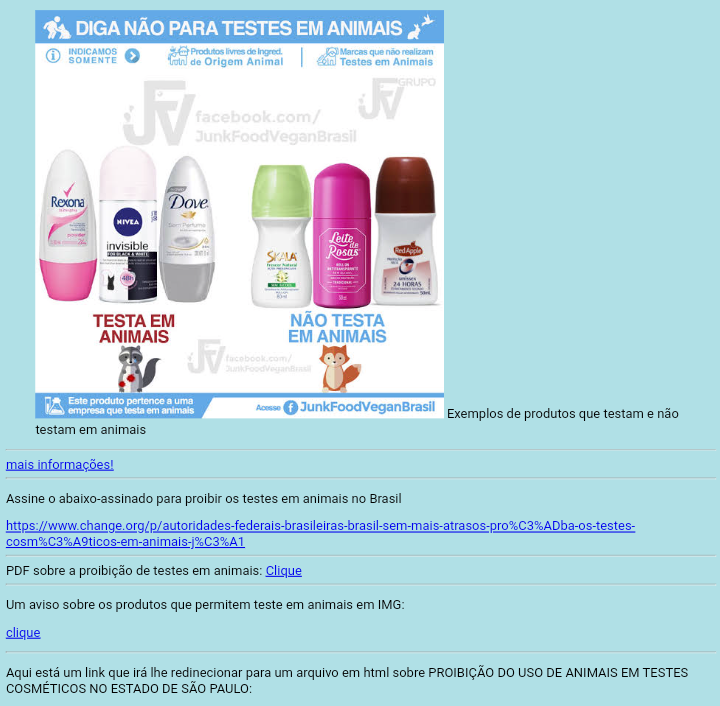 DIGA NÃO PARA TESTES EM ANIMAIS
INDICAMOS SOMENTE
Produtos livres de Ingred. de Origem Animal
Marcas que não realizam Testes em Animais
JFV
facebook.com/
JunkFoodVeganBrasil
JFV GRUPO
Rexona
NIVEA
invisible
FOR BLACK & WHITE
48h
Dove
SKALA
Leite de Rosas
Red Apple
24 HORAS
TESTA EM
ANIMAIS
NÃO TESTA
EM ANIMAIS
JFV
facebook.com/
JunkFoodVeganBrasil
Este produto pertence a uma
empresa que testa em animais
Acesse JunkFoodVeganBrasil
Exemplos de produtos que testam e não
testam em animais
mais informações!
Assine o abaixo-assinado para proibir os testes em animais no Brasil
https://www.change.org/p/autoridades-federais-brasileiras-brasil-sem-mais-atrasos-pro%C3%ADba-os-testes-
cosm%C3%A9ticos-em-animais-j%C3%A1
PDF sobre a proibição de testes em animais: Clique
Um aviso sobre os produtos que permitem teste em animais em IMG:
clique
Aqui está um link que irá lhe redinecionar para um arquivo em html sobre PROIBIÇÃO DO USO DE ANIMAIS EM TESTES
COSMÉTICOS NO ESTADO DE SÃO PAULO: